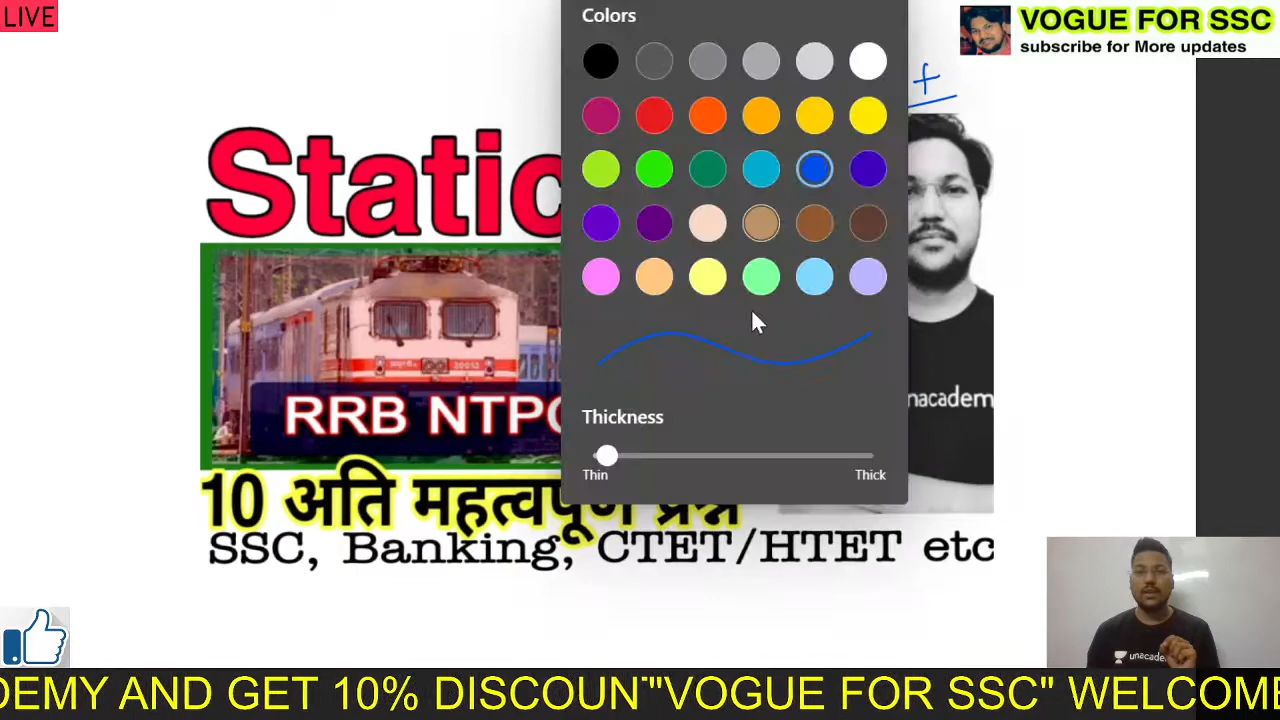 LIVE
Colors
VOGUE FOR SSC
subscribe for More updates
+
Static
RRB NTPC
Thickness
Thin
Thick
10 अति महत्वपूर्ण प्रश्न
SSC, Banking, CTET/HTET etc
nacadem
unacadem
DEMY AND GET 10% DISCOUN""VOGUE FOR SSC" WELCOME